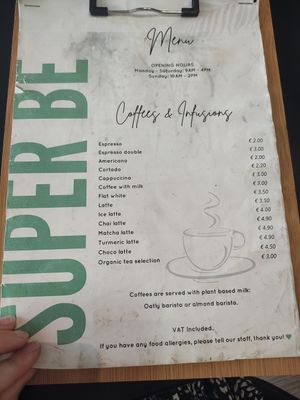 SUPER BE
Menu
OPENING HOURS
Monday - Saturday: 9AM - 4PM
Sunday: 10AM - 2PM
Coffees & Infusions
Espresso € 2.00
Espresso double € 3.00
Americano € 2.00
Cortado € 2.20
Cappuccino € 3.00
Coffee with milk € 3.00
Flat white € 3.50
Latte € 3.50
Ice latte € 4.00
Chai latte € 4.90
Matcha latte € 4.90
Turmeric latte € 4.90
Choco latte € 4.50
Organic tea selection € 3.00
Coffees are served with plant based milk:
Oatly barista or almond barista.
VAT Included.
If you have any food allergies, please tell our staff, thank you!